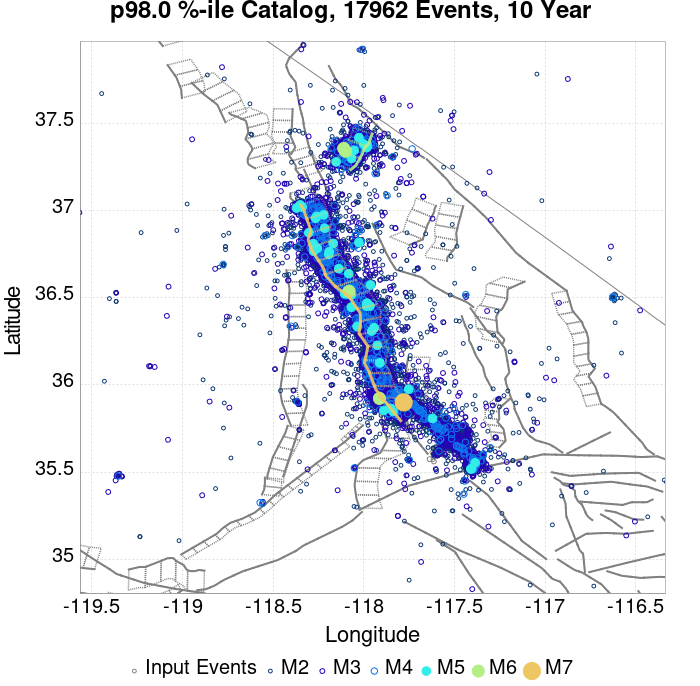 p98.0 %-ile Catalog, 17962 Events, 10 Year
37.5
37
36.5
36
35.5
35
Latitude
-119.5 -119 -118.5 -118 -117.5 -117 -116.5
Longitude
Input Events M2 M3 M4 M5 M6 M7